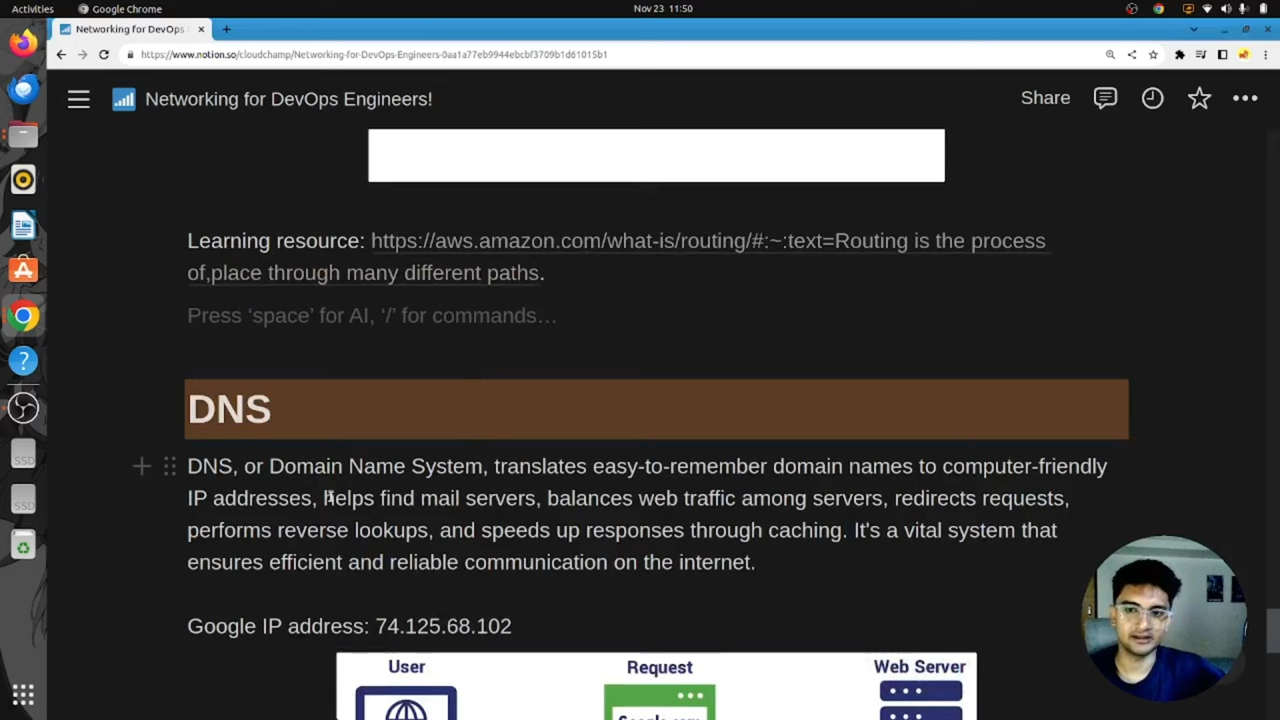 Activities
Google Chrome
Nov 23 11:50
Networking for DevOps
https://www.notion.so/cloudchamp/Networking-for-DevOps-Engineers-0aa1a77eb9944ebcbf3709b1d61015b1
Networking for DevOps Engineers!
Share
Learning resource: https://aws.amazon.com/what-is/routing/#:~:text=Routing is the process
of,place through many different paths.
Press ‘space’ for AI, ‘/’ for commands…
DNS
DNS, or Domain Name System, translates easy-to-remember domain names to computer-friendly
IP addresses, helps find mail servers, balances web traffic among servers, redirects requests,
performs reverse lookups, and speeds up responses through caching. It's a vital system that
ensures efficient and reliable communication on the internet.
Google IP address: 74.125.68.102
User
Request
Web Server
SSD
SSD